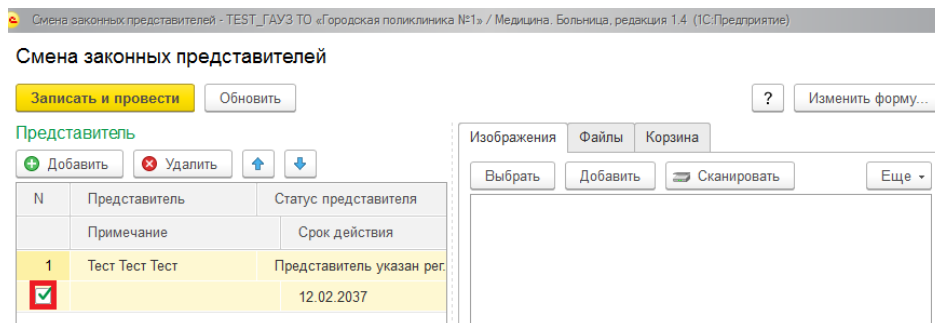 Смена законных представителей - TEST_ГАУЗ ТО «Городская поликлиника №1» / Медицина. Больница, редакция 1.4 (1С:Предприятие)
Смена законных представителей
Записать и провести Обновить ? Изменить форму...
Представитель
Изображения Файлы Корзина
Добавить Удалить
Выбрать Добавить Сканировать Еще
N Представитель Статус представителя
Примечание Срок действия
1 Тест Тест Тест Представитель указан рег.
12.02.2037